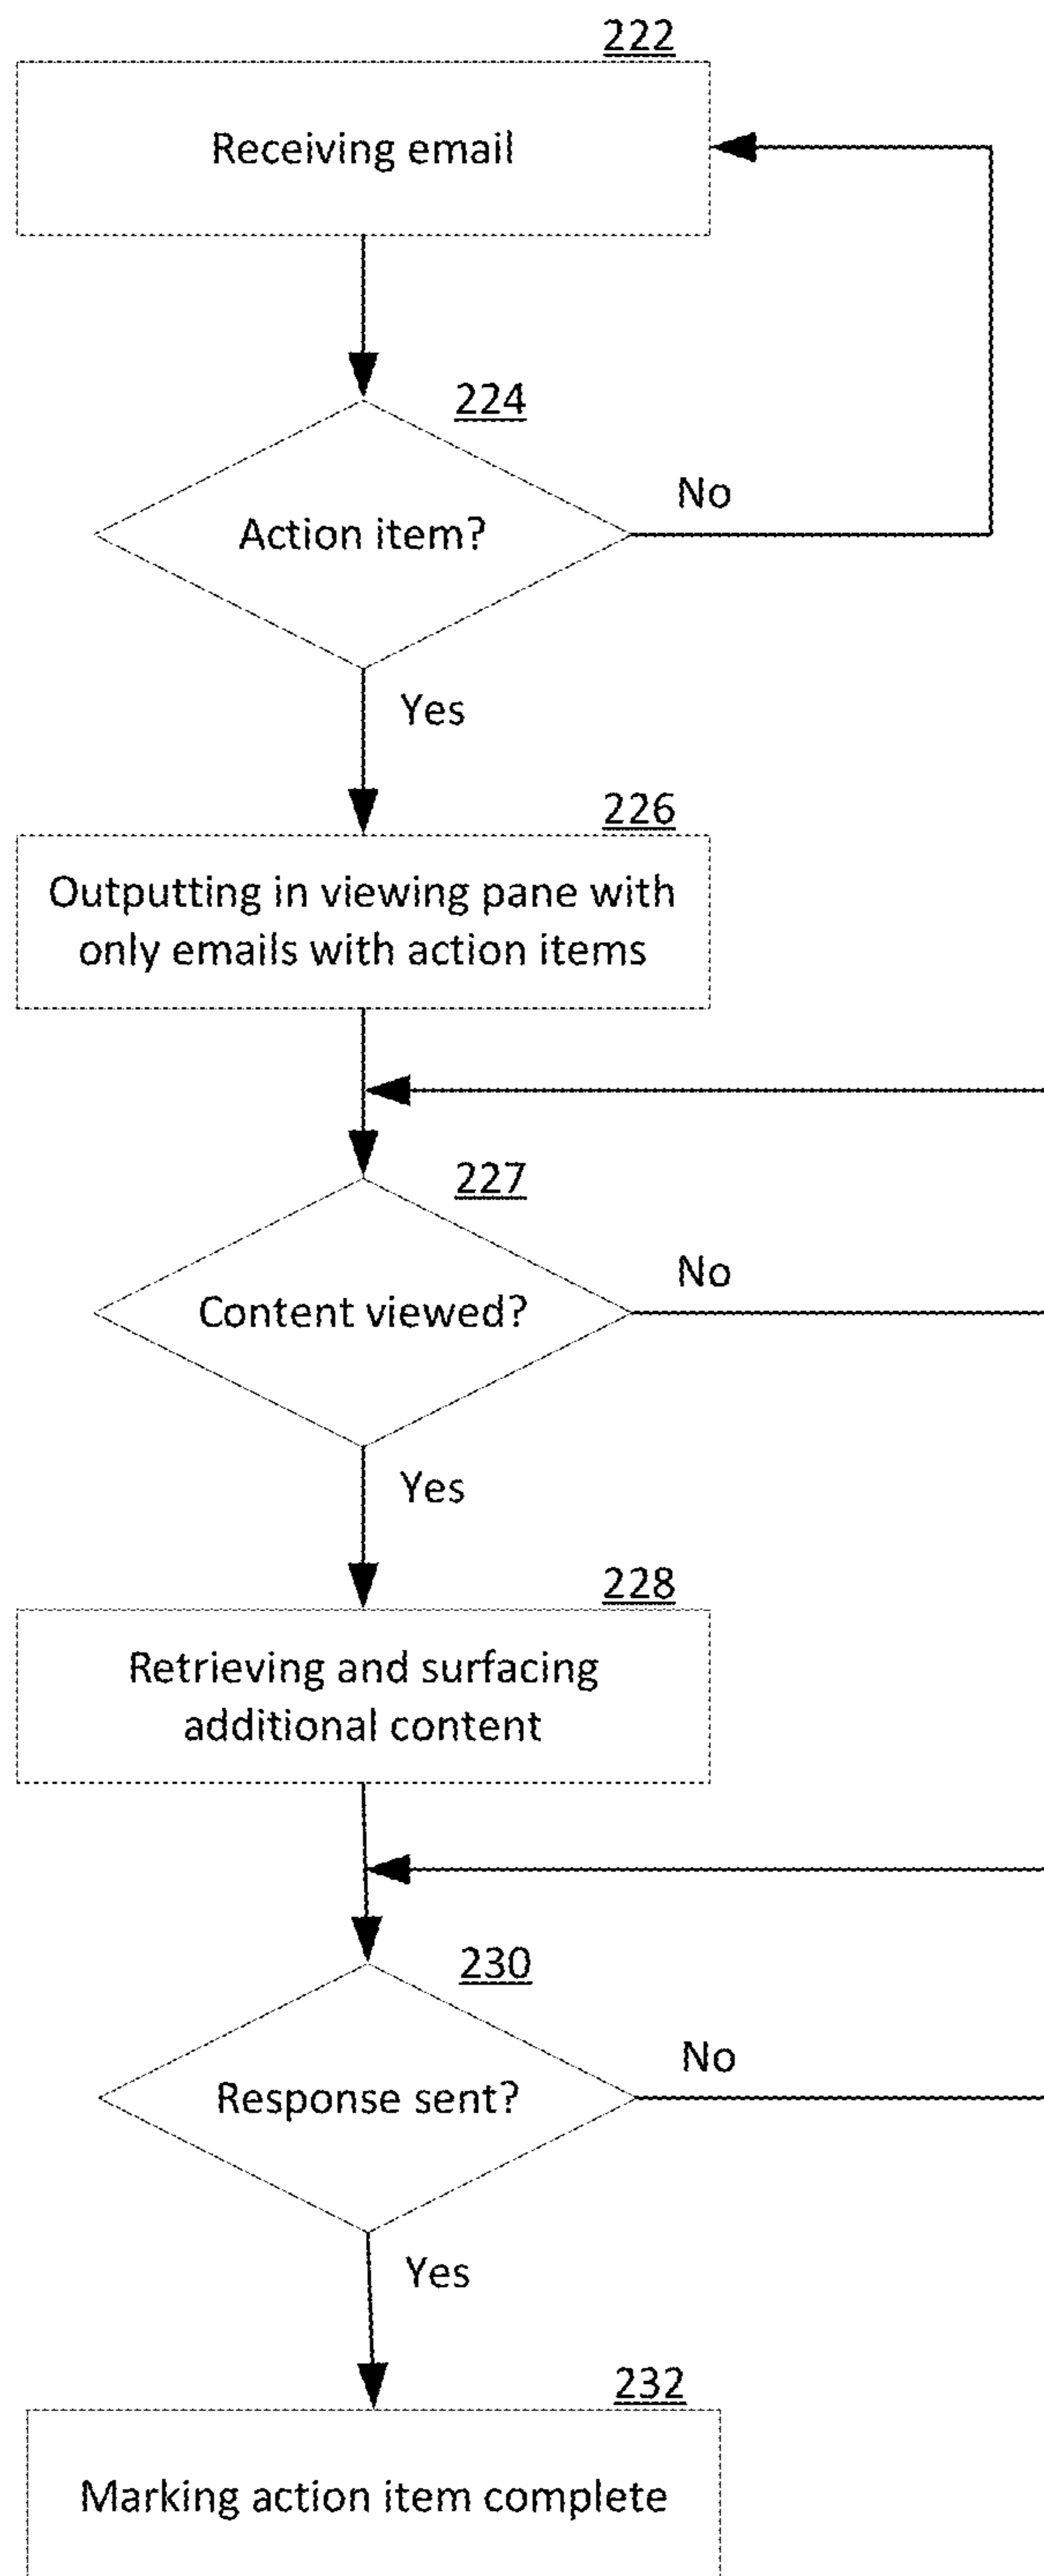 222
Receiving email
224
Action item?
No
Yes
226
Outputting in viewing pane with
only emails with action items
227
Content viewed?
No
Yes
228
Retrieving and surfacing
additional content
230
Response sent?
No
Yes
232
Marking action item complete